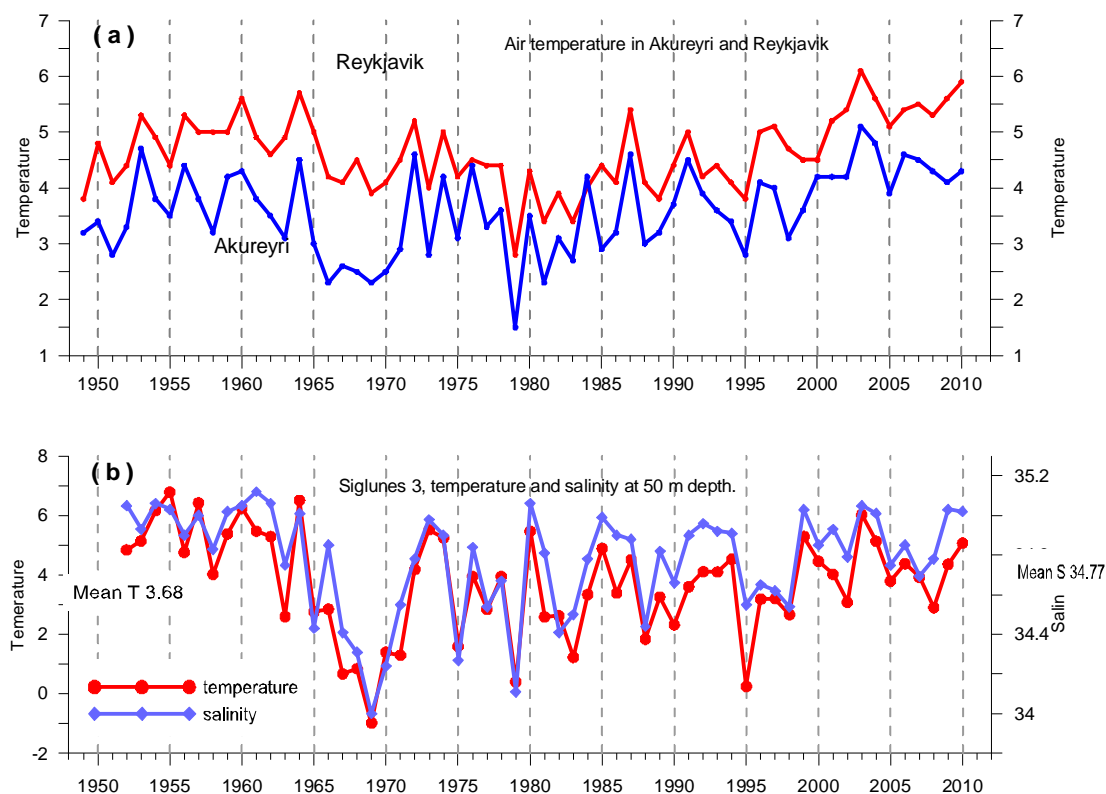 ( a )
Air temperature in Akureyri and Reykjavik
Reykjavik
Akureyri
Temperature
7
6
5
4
3
2
1
Temperature
7
6
5
4
3
2
1
1950 1955 1960 1965 1970 1975 1980 1985 1990 1995 2000 2005 2010
( b )
Siglunes 3, temperature and salinity at 50 m depth.
Mean T 3.68
Mean S 34.77
temperature
salinity
Temerature
8
6
4
2
0
-2
Salin
35.2
34.4
34
1950 1955 1960 1965 1970 1975 1980 1985 1990 1995 2000 2005 2010